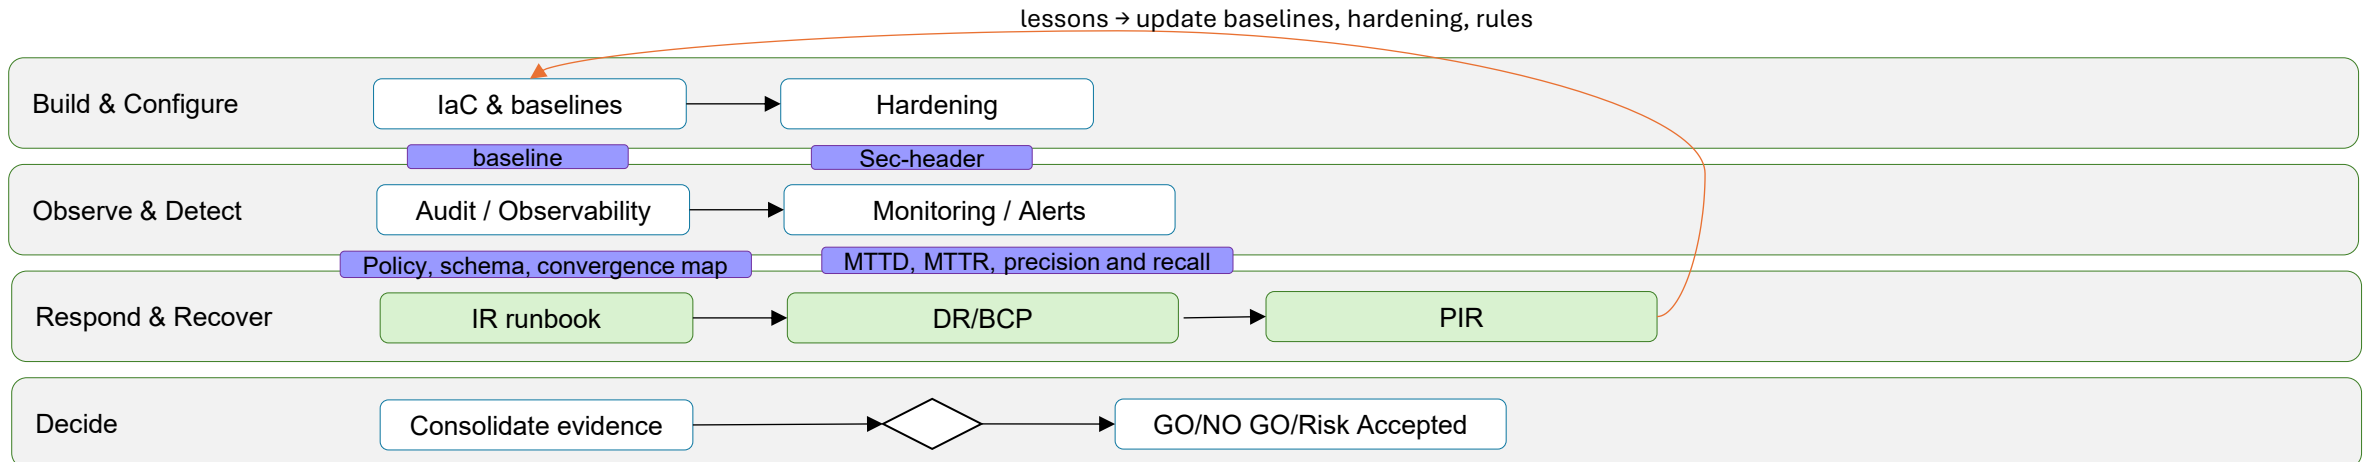 lessons → update baselines, hardening, rules
Build & Configure
IaC & baselines
Hardening
baseline
Sec-header
Observe & Detect
Audit / Observability
Monitoring / Alerts
Policy, schema, convergence map
MTTD, MTTR, precision and recall
Respond & Recover
IR runbook
DR/BCP
PIR
Decide
Consolidate evidence
GO/NO GO/Risk Accepted